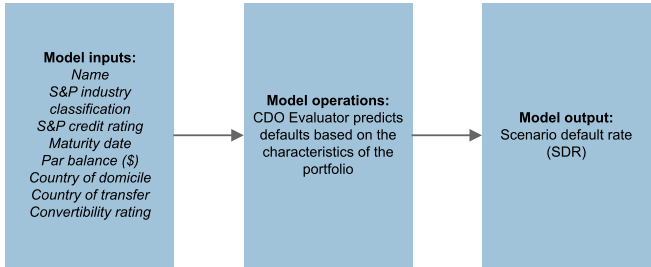 Model inputs:
Name
S&P industry
classification
S&P credit rating
Maturity date
Par balance ($)
Country of domicile
Country of transfer
Convertibility rating
Model operations:
CDO Evaluator predicts
defaults based on the
characteristics of the
portfolio
Model output:
Scenario default rate
(SDR)